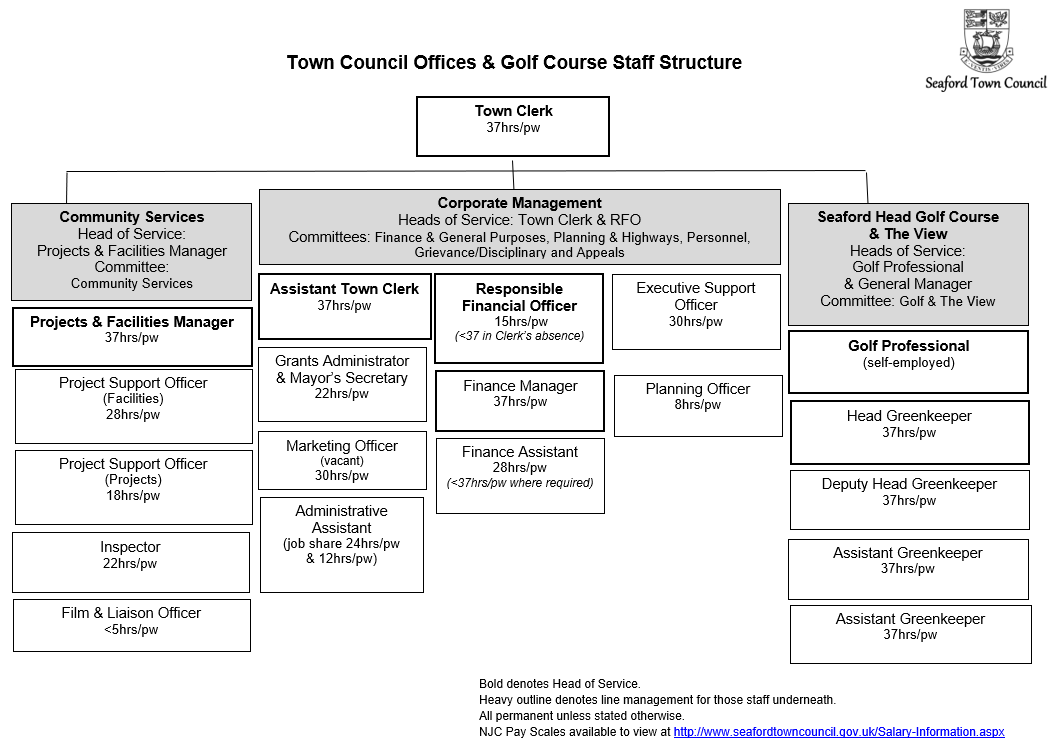 Town Council Offices & Golf Course Staff Structure
Seaford Town Council
Town Clerk
37hrs/pw
Community Services
Head of Service:
Projects & Facilities Manager
Committee:
Community Services
Projects & Facilities Manager
37hrs/pw
Project Support Officer
(Facilities)
28hrs/pw
Project Support Officer
(Projects)
18hrs/pw
Inspector
22hrs/pw
Film & Liaison Officer
<5hrs/pw
Corporate Management
Heads of Service: Town Clerk & RFO
Committees: Finance & General Purposes, Planning & Highways, Personnel,
Grievance/Disciplinary and Appeals
Assistant Town Clerk
37hrs/pw
Grants Administrator
& Mayor's Secretary
22hrs/pw
Marketing Officer
(vacant)
30hrs/pw
Administrative
Assistant
(job share 24hrs/pw
& 12hrs/pw)
Responsible
Financial Officer
15hrs/pw
(<37 in Clerk's absence)
Finance Manager
37hrs/pw
Finance Assistant
28hrs/pw
(<37hrs/pw where required)
Executive Support
Officer
30hrs/pw
Planning Officer
8hrs/pw
Seaford Head Golf Course
& The View
Heads of Service:
Golf Professional
& General Manager
Committee: Golf & The View
Golf Professional
(self-employed)
Head Greenkeeper
37hrs/pw
Deputy Head Greenkeeper
37hrs/pw
Assistant Greenkeeper
37hrs/pw
Assistant Greenkeeper
37hrs/pw
Bold denotes Head of Service.
Heavy outline denotes line management for those staff underneath.
All permanent unless stated otherwise.
NJC Pay Scales available to view at http://www.seafordtowncouncil.gov.uk/Salary-Information.aspx